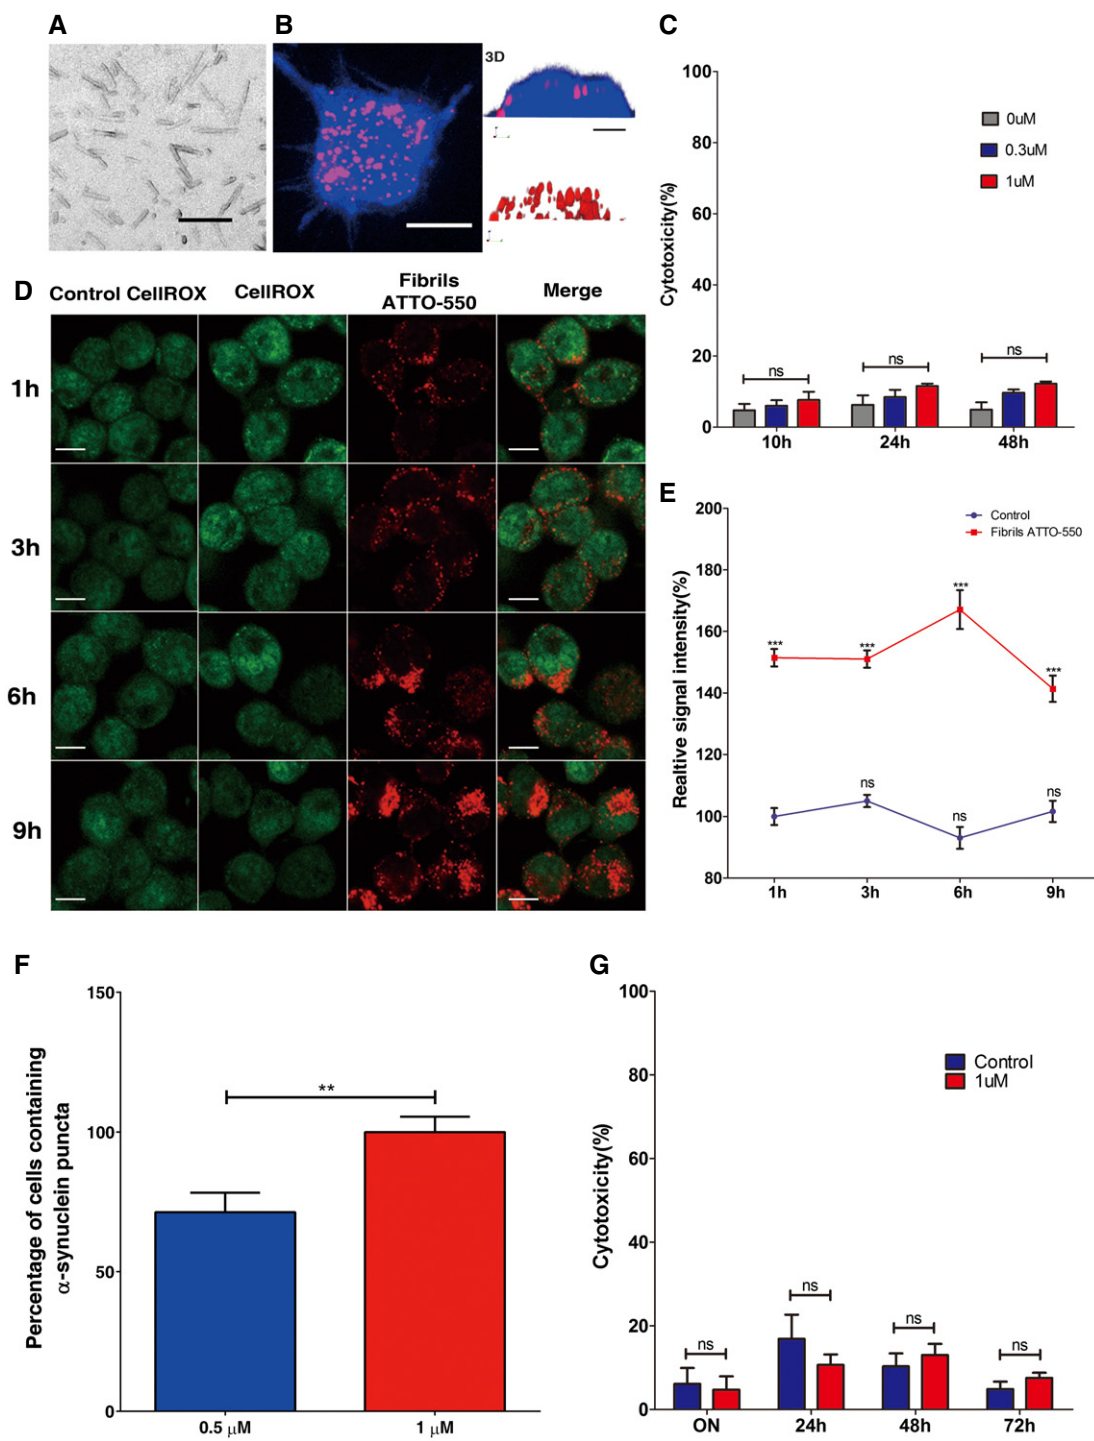 A
B
3D
C
100
80
60
40
20
0
Cytotoxicity(%)
0uM
0.3uM
1uM
ns
ns
ns
10h
24h
48h
D
Control CellROX
CellROX
Fibrils
ATTO-550
Merge
1h
3h
6h
9h
E
200
180
160
140
120
100
80
Realtive signal intensity(%)
Control
Fibrils ATTO-550
***
***
***
***
ns
ns
ns
1h
3h
6h
9h
F
150
100
50
0
Percentage of cells containing
α-synuclein puncta
**
0.5 µM
1 µM
G
100
80
60
40
20
0
Cytotoxicity(%)
Control
1uM
ns
ns
ns
ns
ON
24h
48h
72h